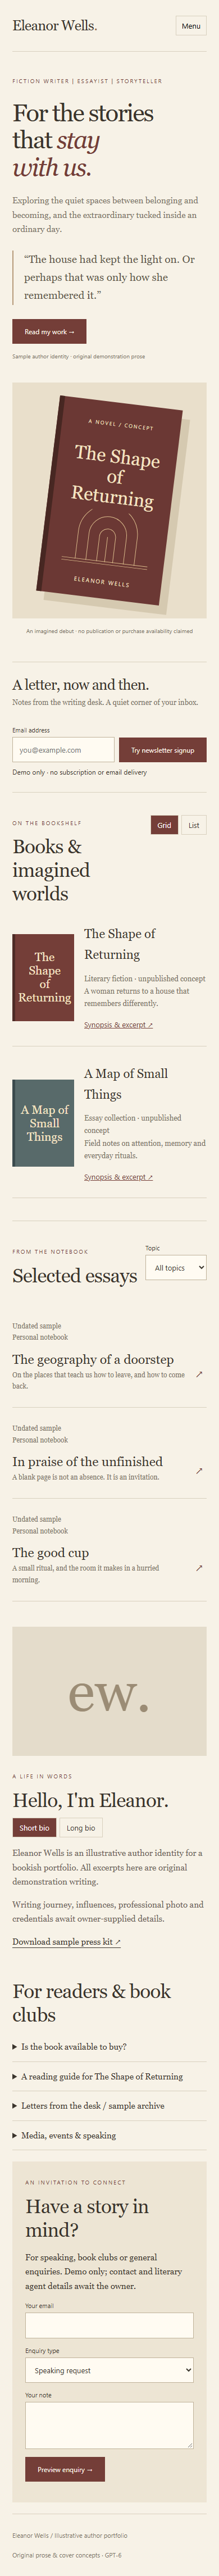 Eleanor Wells.
Menu
FICTION WRITER | ESSAYIST | STORYTELLER
For the stories
that stay
with us.
Exploring the quiet spaces between belonging and
becoming, and the extraordinary tucked inside an
ordinary day.
“The house had kept the light on. Or
perhaps that was only how she
remembered it.”
Read my work →
Sample author identity · original demonstration prose
A NOVEL / CONCEPT
The Shape
of
Returning
ELEANOR WELLS
An imagined debut · no publication or purchase availability claimed
A letter, now and then.
Notes from the writing desk. A quiet corner of your inbox.
Email address
you@example.com
Try newsletter signup
Demo only · no subscription or email delivery
ON THE BOOKSHELF
Grid
List
Books &
imagined
worlds
The
Shape
of
Returning
The Shape of
Returning
Literary fiction · unpublished concept
A woman returns to a house that
remembers differently.
Synopsis & excerpt ↗
A Map of
Small
Things
A Map of Small
Things
Essay collection · unpublished
concept
Field notes on attention, memory and
everyday rituals.
Synopsis & excerpt ↗
FROM THE NOTEBOOK
Selected essays
Topic
All topics
Undated sample
Personal notebook
The geography of a doorstep
On the places that teach us how to leave, and how to come
back.
↗
Undated sample
Personal notebook
In praise of the unfinished
A blank page is not an absence. It is an invitation.
↗
Undated sample
Personal notebook
The good cup
A small ritual, and the room it makes in a hurried
morning.
↗
ew.
A LIFE IN WORDS
Hello, I'm Eleanor.
Short bio
Long bio
Eleanor Wells is an illustrative author identity for a
bookish portfolio. All excerpts here are original
demonstration writing.
Writing journey, influences, professional photo and
credentials await owner-supplied details.
Download sample press kit ↗
For readers & book
clubs
▶ Is the book available to buy?
▶ A reading guide for The Shape of Returning
▶ Letters from the desk / sample archive
▶ Media, events & speaking
AN INVITATION TO CONNECT
Have a story in
mind?
For speaking, book clubs or general
enquiries. Demo only; contact and literary
agent details await the owner.
Your email
Enquiry type
Speaking request
Your note
Preview enquiry →
Eleanor Wells / Illustrative author portfolio
Original prose & cover concepts · GPT-6